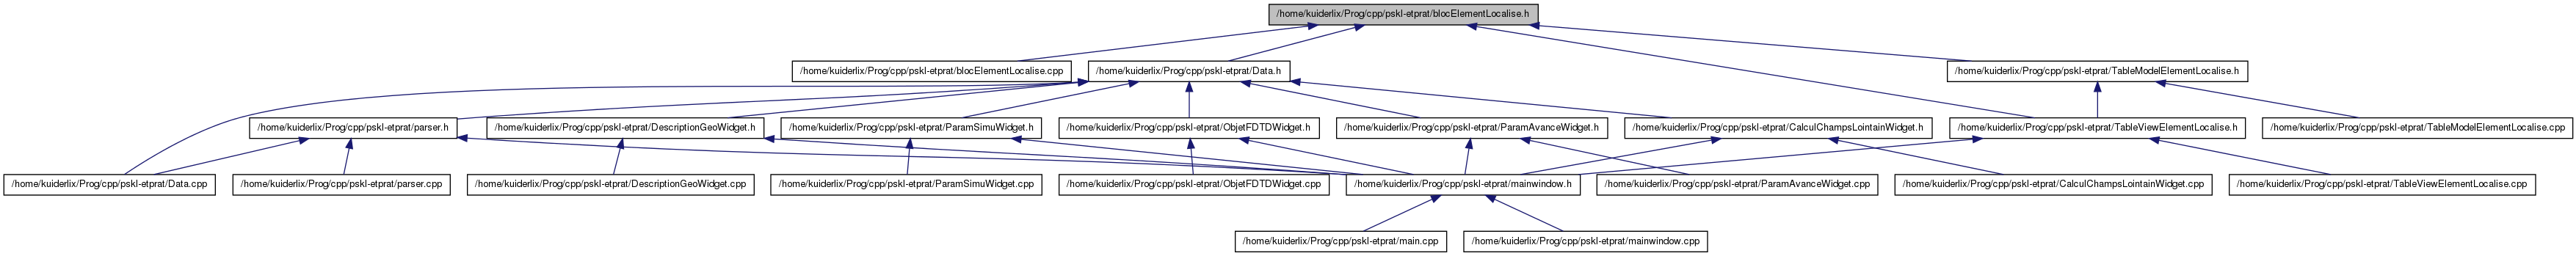 /home/kuiderlix/Prog/cpp/pskl-etprat/blocElementLocalise.h
/home/kuiderlix/Prog/cpp/pskl-etprat/blocElementLocalise.cpp
/home/kuiderlix/Prog/cpp/pskl-etprat/Data.h
/home/kuiderlix/Prog/cpp/pskl-etprat/TableModelElementLocalise.h
/home/kuiderlix/Prog/cpp/pskl-etprat/parser.h
/home/kuiderlix/Prog/cpp/pskl-etprat/DescriptionGeoWidget.h
/home/kuiderlix/Prog/cpp/pskl-etprat/ParamSimuWidget.h
/home/kuiderlix/Prog/cpp/pskl-etprat/ObjetFDTDWidget.h
/home/kuiderlix/Prog/cpp/pskl-etprat/ParamAvanceWidget.h
/home/kuiderlix/Prog/cpp/pskl-etprat/CalculChampsLointainWidget.h
/home/kuiderlix/Prog/cpp/pskl-etprat/TableViewElementLocalise.h
/home/kuiderlix/Prog/cpp/pskl-etprat/TableModelElementLocalise.cpp
/home/kuiderlix/Prog/cpp/pskl-etprat/Data.cpp
/home/kuiderlix/Prog/cpp/pskl-etprat/parser.cpp
/home/kuiderlix/Prog/cpp/pskl-etprat/DescriptionGeoWidget.cpp
/home/kuiderlix/Prog/cpp/pskl-etprat/ParamSimuWidget.cpp
/home/kuiderlix/Prog/cpp/pskl-etprat/ObjetFDTDWidget.cpp
/home/kuiderlix/Prog/cpp/pskl-etprat/mainwindow.h
/home/kuiderlix/Prog/cpp/pskl-etprat/ParamAvanceWidget.cpp
/home/kuiderlix/Prog/cpp/pskl-etprat/CalculChampsLointainWidget.cpp
/home/kuiderlix/Prog/cpp/pskl-etprat/TableViewElementLocalise.cpp
/home/kuiderlix/Prog/cpp/pskl-etprat/main.cpp
/home/kuiderlix/Prog/cpp/pskl-etprat/mainwindow.cpp